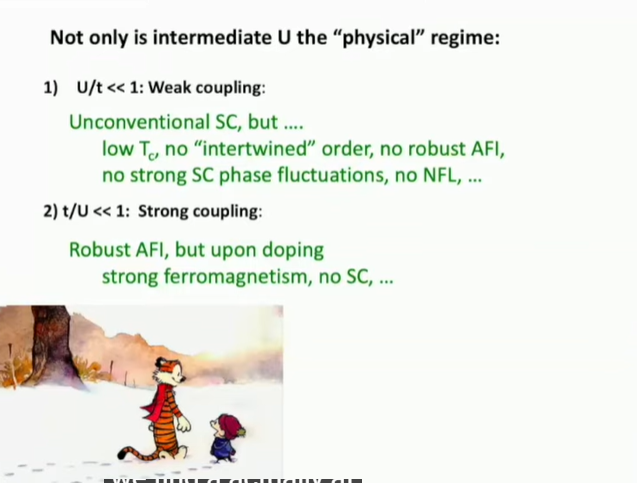 Not only is intermediate U the “physical” regime:
1) U/t << 1: Weak coupling:
Unconventional SC, but ....
low Tc, no “intertwined” order, no robust AFI,
no strong SC phase fluctuations, no NFL, ...
2) t/U << 1: Strong coupling:
Robust AFI, but upon doping
strong ferromagnetism, no SC, ...